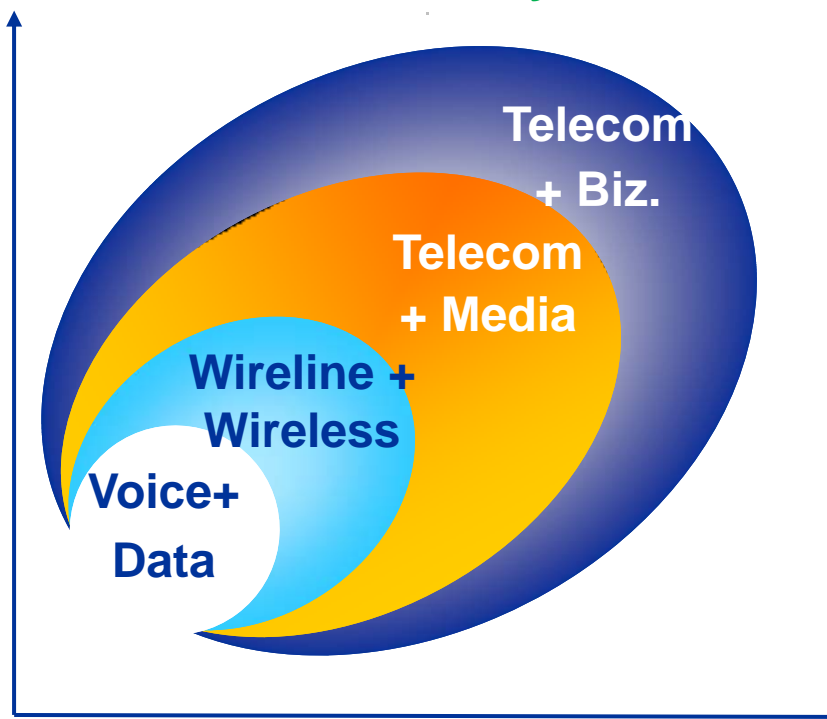 Telecom
+ Biz.
Telecom
+ Media
Wireline +
Wireless
Voice+
Data